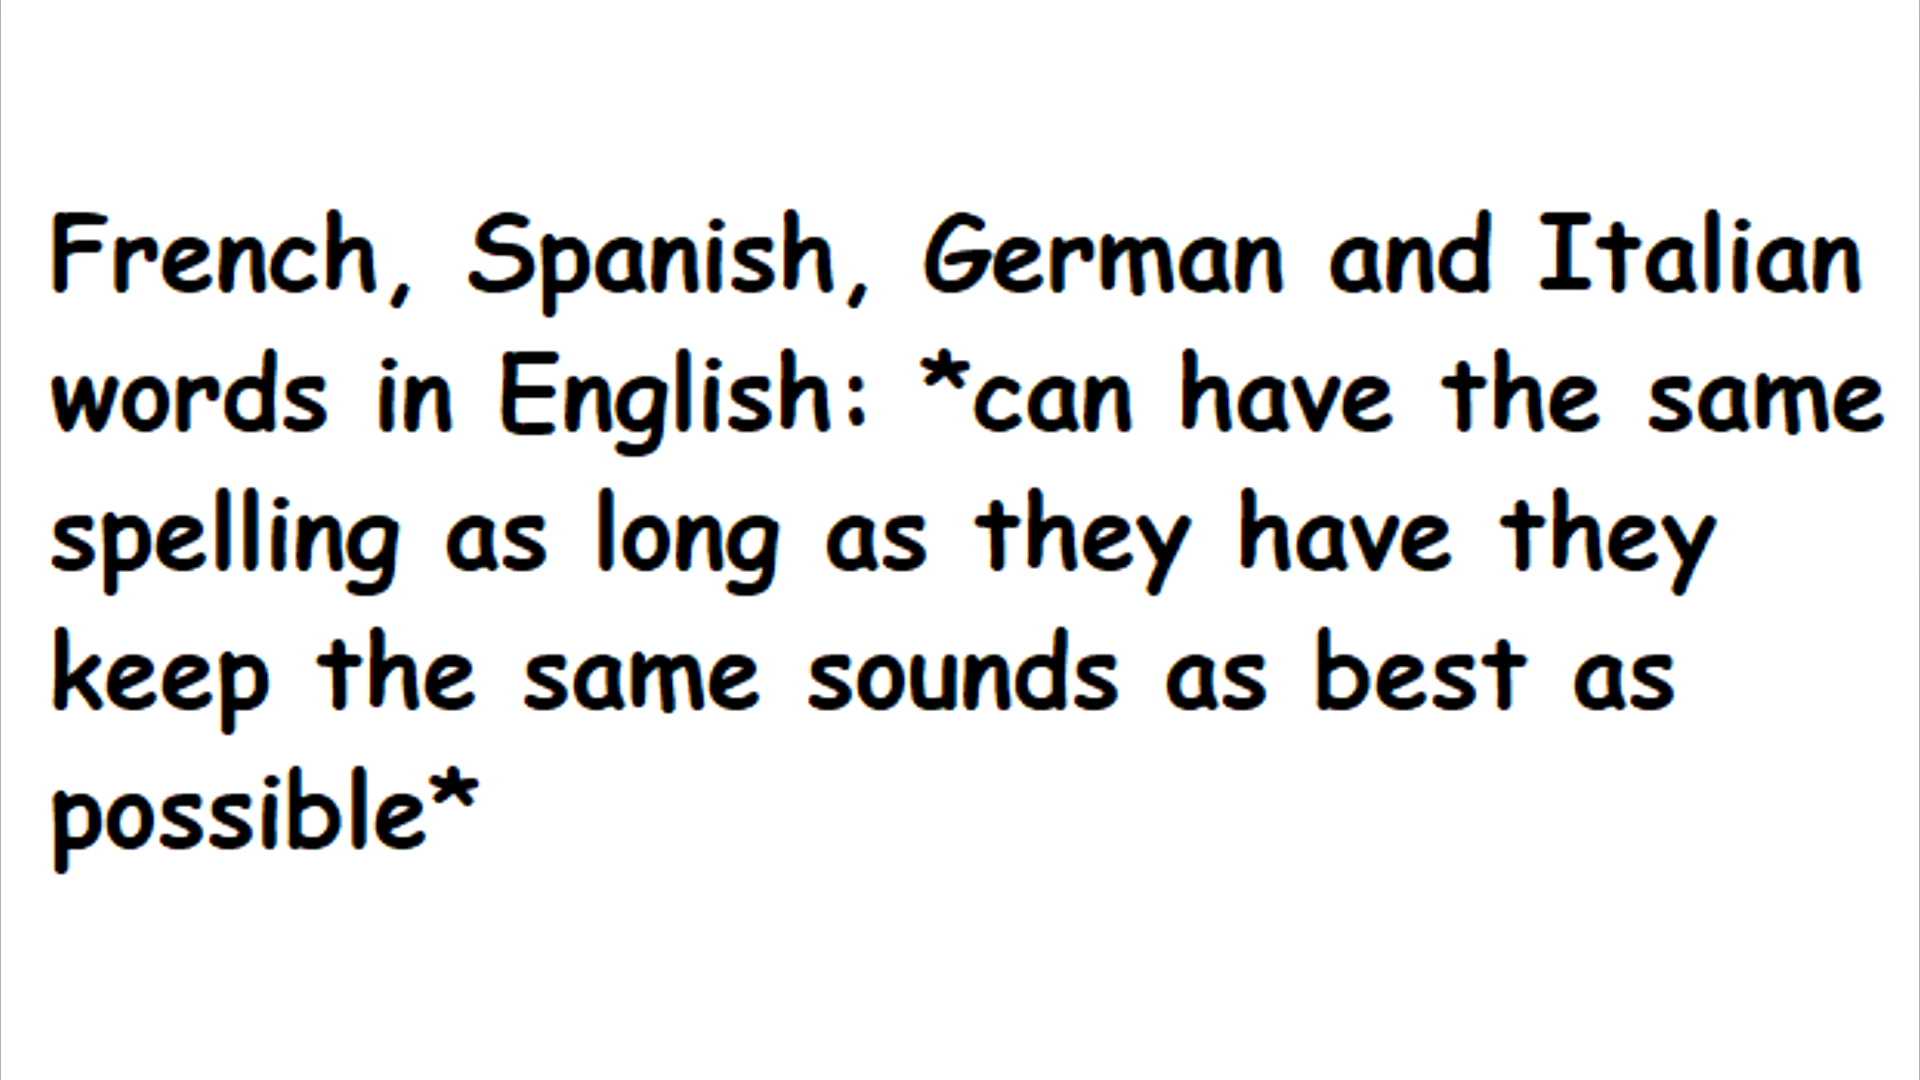 French, Spanish, German and Italian
words in English: *can have the same
spelling as long as they have they
keep the same sounds as best as
possible*